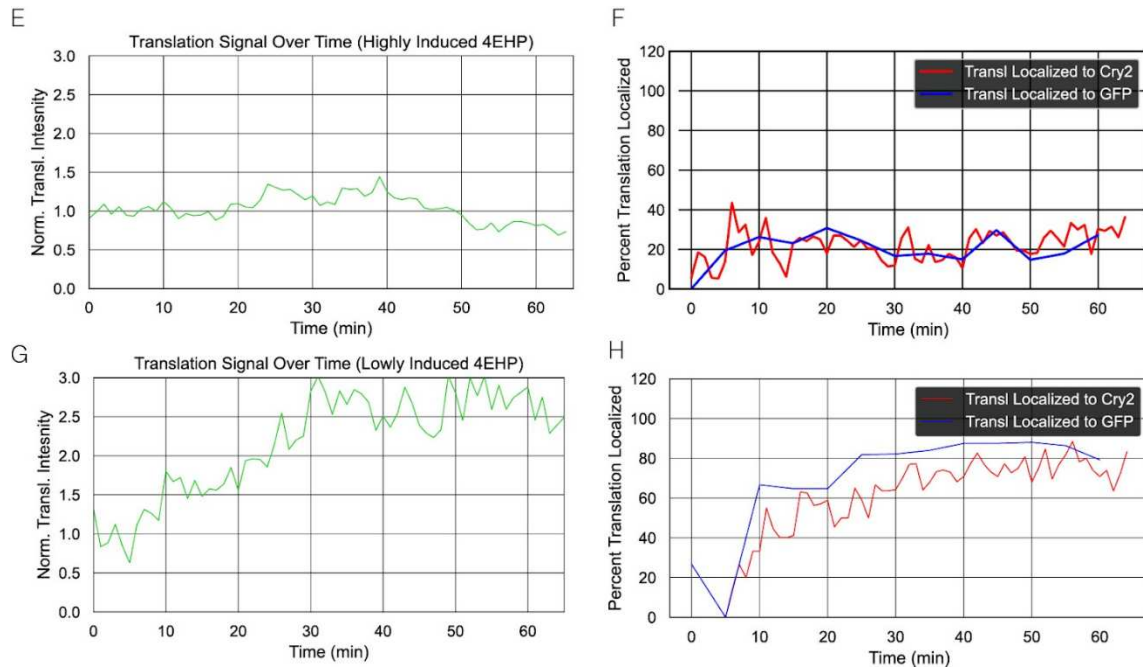 E
Translation Signal Over Time (Highly Induced 4EHP)
Norm. Transl. Intesnity
3.0
2.5
2.0
1.5
1.0
0.5
0.0
0 10 20 30 40 50 60
Time (min)
F
Percent Translation Localized
120
100
80
60
40
20
0
Transl Localized to Cry2
Transl Localized to GFP
0 10 20 30 40 50 60
Time (min)
G
Translation Signal Over Time (Lowly Induced 4EHP)
Norm. Transl. Intesnity
3.0
2.5
2.0
1.5
1.0
0.5
0.0
0 10 20 30 40 50 60
Time (min)
H
Percent Translation Localized
120
100
80
60
40
20
0
Transl Localized to Cry2
Transl Localized to GFP
0 10 20 30 40 50 60
Time (min)